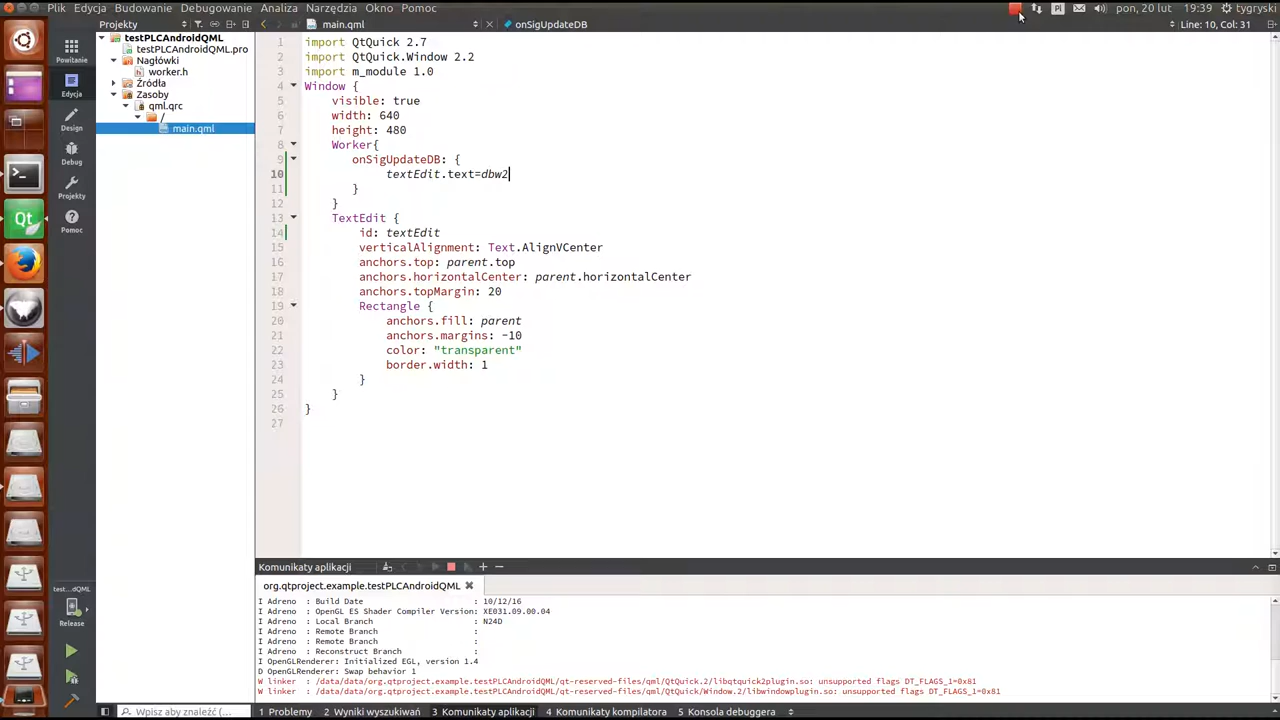 Plik Edycja Budowanie Debugowanie Analiza Narzędzia Okno Pomoc
Pl pon, 20 lut 19:39 tygryski
Projekty
main.qml
onSigUpdateDB
Line: 10, Col: 31
testPLCAndroidQML
testPLCAndroidQML.pro
Nagłówki
worker.h
Źródła
Zasoby
qml.qrc
/
main.qml
Powitanie
Edycja
Design
Debug
Projekty
Pomoc
test...dQML
Release
Qt
1 import QtQuick 2.7
2 import QtQuick.Window 2.2
3 import m_module 1.0
4 Window {
5 visible: true
6 width: 640
7 height: 480
8 Worker{
9 onSigUpdateDB: {
10 textEdit.text=dbw2
11 }
12 }
13 TextEdit {
14 id: textEdit
15 verticalAlignment: Text.AlignVCenter
16 anchors.top: parent.top
17 anchors.horizontalCenter: parent.horizontalCenter
18 anchors.topMargin: 20
19 Rectangle {
20 anchors.fill: parent
21 anchors.margins: -10
22 color: "transparent"
23 border.width: 1
24 }
25 }
26 }
27
Komunikaty aplikacji
org.qtproject.example.testPLCAndroidQML
I Adreno : Build Date : 10/12/16
I Adreno : OpenGL ES Shader Compiler Version: XE031.09.00.04
I Adreno : Local Branch : N24D
I Adreno : Remote Branch :
I Adreno : Remote Branch :
I Adreno : Reconstruct Branch :
I OpenGLRenderer: Initialized EGL, version 1.4
D OpenGLRenderer: Swap behavior 1
W linker : /data/data/org.qtproject.example.testPLCAndroidQML/qt-reserved-files/qml/QtQuick.2/libqtquick2plugin.so: unsupported flags DT_FLAGS_1=0x81
W linker : /data/data/org.qtproject.example.testPLCAndroidQML/qt-reserved-files/qml/QtQuick/Window.2/libwindowplugin.so: unsupported flags DT_FLAGS_1=0x81
Wpisz aby znaleźć (...
1 Problemy 2 Wyniki wyszukiwań 3 Komunikaty aplikacji 4 Komunikaty kompilatora 5 Konsola debuggera